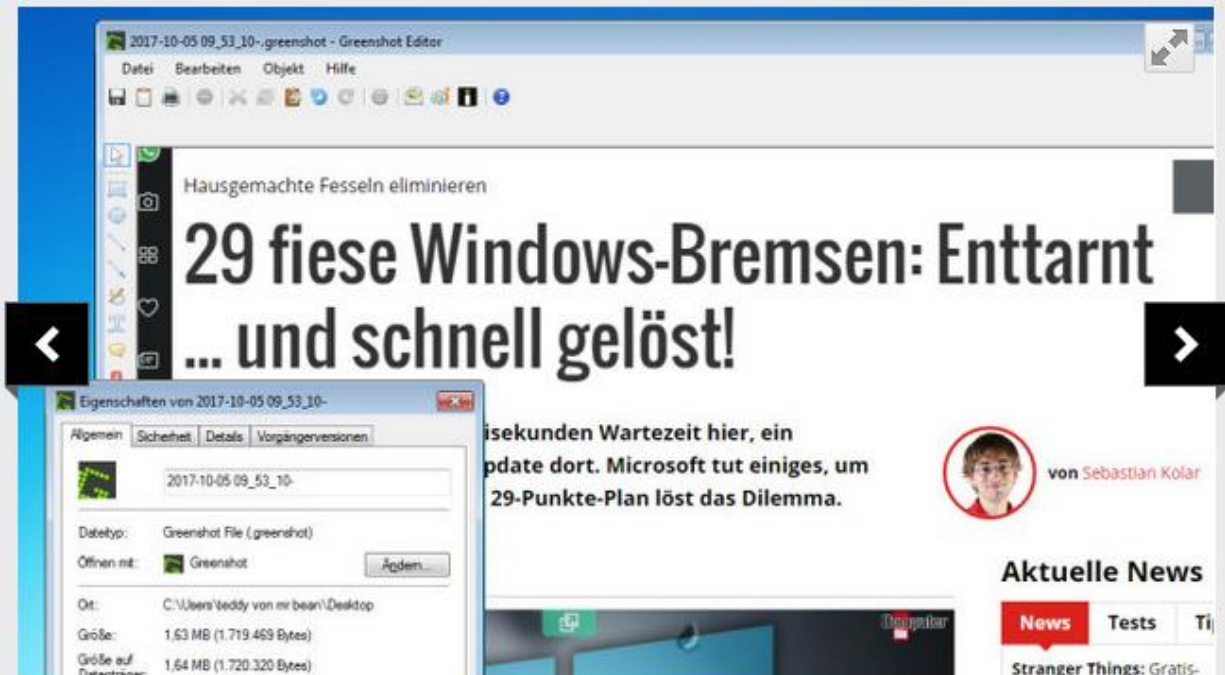 2017-10-05 09_53_10-.greenshot - Greenshot Editor
Datei Bearbeiten Objekt Hilfe
Hausgemachte Fesseln eliminieren
29 fiese Windows-Bremsen: Enttarnt
... und schnell gelöst!
isekunden Wartezeit hier, ein
pdate dort. Microsoft tut einiges, um
29-Punkte-Plan löst das Dilemma.
von Sebastian Kolar
Eigenschaften von 2017-10-05 09_53_10-
Allgemein Sicherheit Details Vorgängerversionen
2017-10-05 09_53_10-
Dateityp: Greenshot File (.greenshot)
Öffnen mit: Greenshot Ändern...
Ort: C:\Users\teddy von mr bean\Desktop
Größe: 1,63 MB (1.719.469 Bytes)
Größe auf
Datenträger: 1,64 MB (1.720.320 Bytes)
Aktuelle News
News Tests Ti
Stranger Things: Gratis-